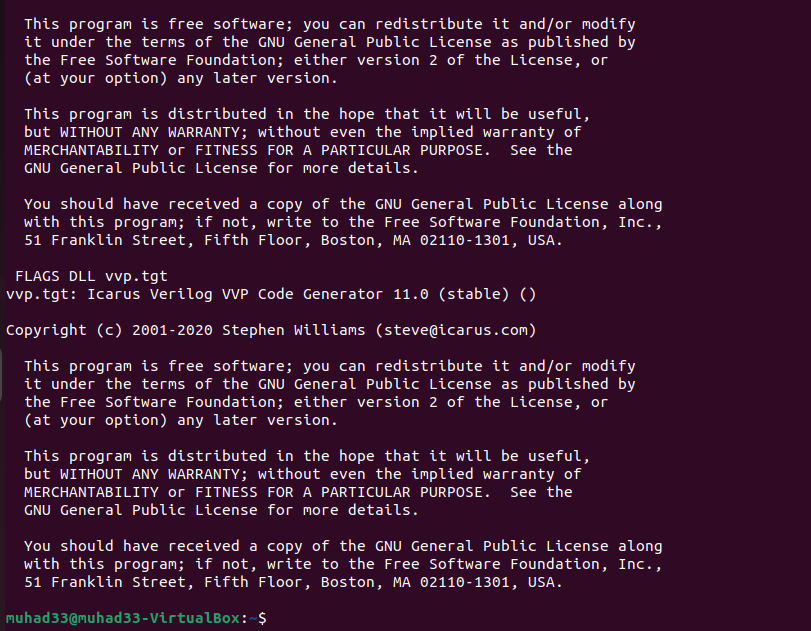 This program is free software; you can redistribute it and/or modify
it under the terms of the GNU General Public License as published by
the Free Software Foundation; either version 2 of the License, or
(at your option) any later version.
This program is distributed in the hope that it will be useful,
but WITHOUT ANY WARRANTY; without even the implied warranty of
MERCHANTABILITY or FITNESS FOR A PARTICULAR PURPOSE.  See the
GNU General Public License for more details.
You should have received a copy of the GNU General Public License along
with this program; if not, write to the Free Software Foundation, Inc.,
51 Franklin Street, Fifth Floor, Boston, MA 02110-1301, USA.
FLAGS DLL vvp.tgt
vvp.tgt: Icarus Verilog VVP Code Generator 11.0 (stable) ()
Copyright (c) 2001-2020 Stephen Williams (steve@icarus.com)
This program is free software; you can redistribute it and/or modify
it under the terms of the GNU General Public License as published by
the Free Software Foundation; either version 2 of the License, or
(at your option) any later version.
This program is distributed in the hope that it will be useful,
but WITHOUT ANY WARRANTY; without even the implied warranty of
MERCHANTABILITY or FITNESS FOR A PARTICULAR PURPOSE.  See the
GNU General Public License for more details.
You should have received a copy of the GNU General Public License along
with this program; if not, write to the Free Software Foundation, Inc.,
51 Franklin Street, Fifth Floor, Boston, MA 02110-1301, USA.
muhad33@muhad33-VirtualBox:~$